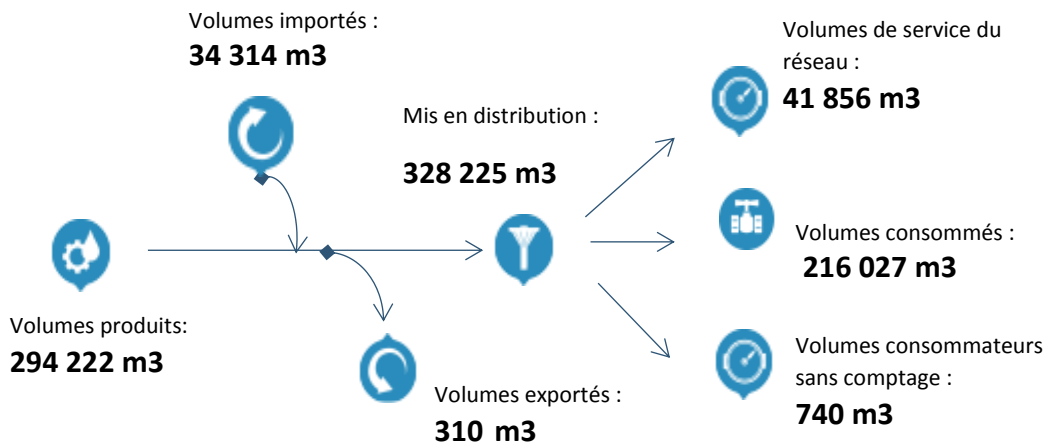 Volumes importés :
34 314 m3
Volumes de service du
réseau :
41 856 m3
Mis en distribution :
328 225 m3
Volumes consommés :
216 027 m3
Volumes produits:
294 222 m3
Volumes consommateurs
sans comptage :
740 m3
Volumes exportés :
310 m3